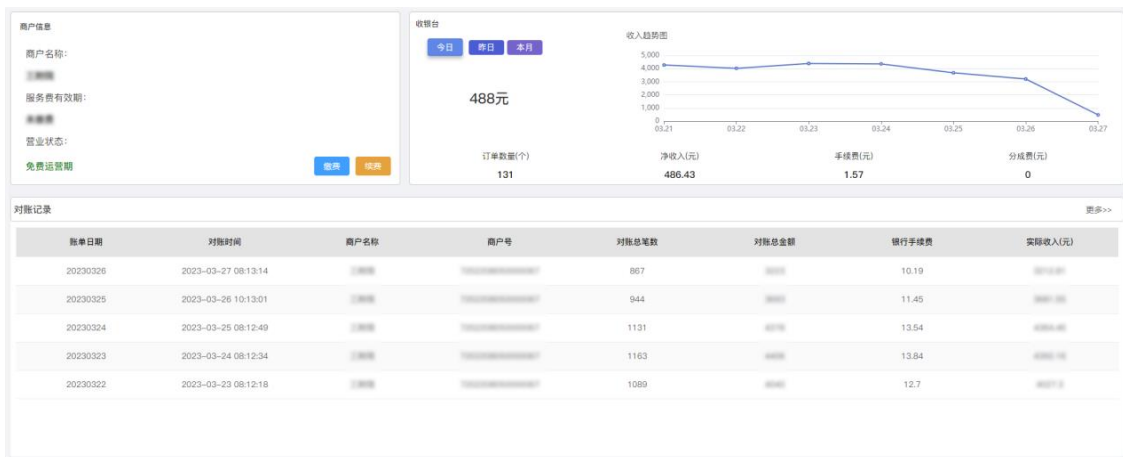 商户信息
商户名称:
服务费有效期:
营业状态:
免费运营期
缴费 续费
收银台
今日 昨日 本月
488元
收入趋势图
5,000
4,000
3,000
2,000
1,000
0
03.21 03.22 03.23 03.24 03.25 03.26 03.27
订单数量(个) 净收入(元) 手续费(元) 分成费(元)
131 486.43 1.57 0
对账记录 更多>>
账单日期 对账时间 商户名称 商户号 对账总笔数 对账总金额 银行手续费 实际收入(元)
20230326 2023-03-27 08:13:14 867 10.19
20230325 2023-03-26 10:13:01 944 11.45
20230324 2023-03-25 08:12:49 1131 13.54
20230323 2023-03-24 08:12:34 1163 13.84
20230322 2023-03-23 08:12:18 1089 12.7